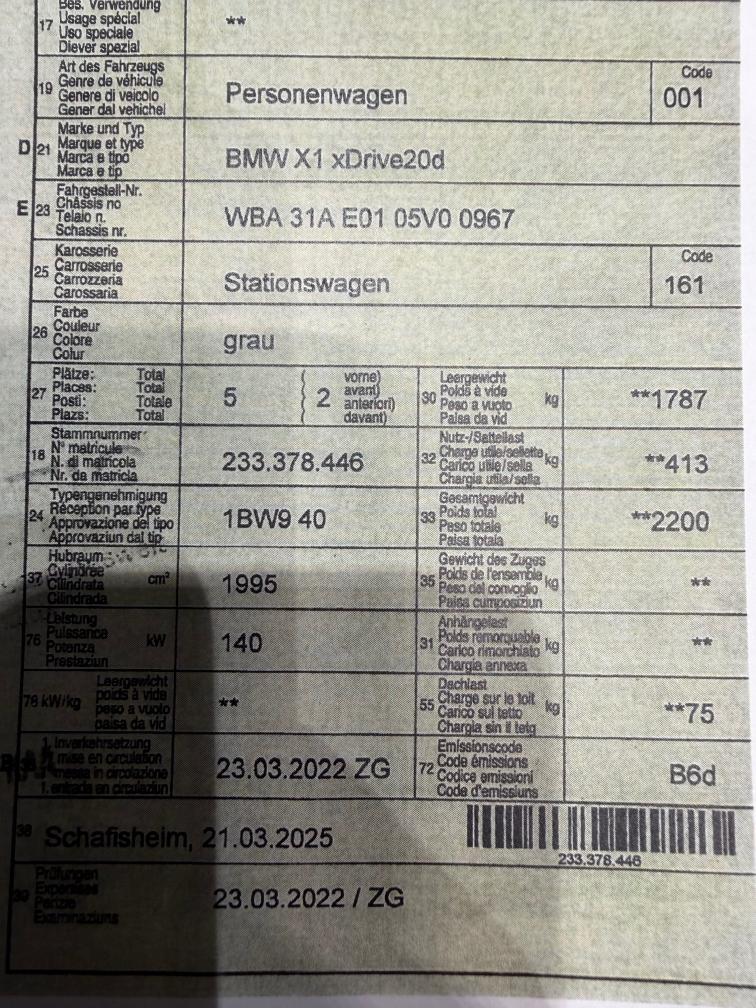 Bes. Verwendung
17 Usage spécial **
Uso speciale
Diever spezial
Art des Fahrzeugs Code
19 Genre de véhicule Personenwagen 001
Genere di veicolo
Gener dal vehichel
Marke und Typ
D 21 Marque et type BMW X1 xDrive20d
Marca e tipo
Marca e tip
Fahrgestell-Nr.
E 23 Châssis no WBA 31A E01 05V0 0967
Telaio n.
Schassis nr.
Karosserie Code
25 Carrosserie Stationswagen 161
Carrozzeria
Carossaria
Farbe
26 Couleur grau
Colore
Colur
Plätze: Total vorne) Leergewicht
27 Places: Total 5 ( 2 avant) 30 Poids à vide kg **1787
Posti: Totale anteriori) Peso a vuoto
Plazs: Total davant) Paisa da vid
Stammnummer Nutz-/Sattellast
18 N° matricule 233.378.446 32 Charge utile/sellette kg **413
N. di matricola Carico utile/sella
Nr. da matricla Chargia utila/sella
Typengenehmigung Gesamtgewicht
24 Réception par type 1BW9 40 33 Poids total kg **2200
Approvazione del tipo Peso totale
Approvaziun dal tip Paisa totala
Hubraum Gewicht des Zuges
37 Cylindrée cm³ 1995 35 Poids de l'ensemble kg **
Cilindrata Peso del convoglio
Cilindrada Paisa cumposiziun
Leistung Anhängelast
76 Puissance kW 140 31 Poids remorquable kg **
Potenza Carico rimorchiato
Prestaziun Chargia annexa
Leergewicht Dachlast
78 kW/kg poids à vide ** 55 Charge sur le toit kg **75
peso a vuoto Carico sul tetto
paisa da vid Chargia sin il tetg
1. Inverkehrsetzung Emissionscode
1. mise en circulation 23.03.2022 ZG 72 Code émissions B6d
messa in circolazione Codice emissioni
1. entrada en circulaziun Code d'emissiuns
38 Schafisheim, 21.03.2025
233.378.446
Prüfungen
39 Expertises 23.03.2022 / ZG
Perizie
Examinaziuns